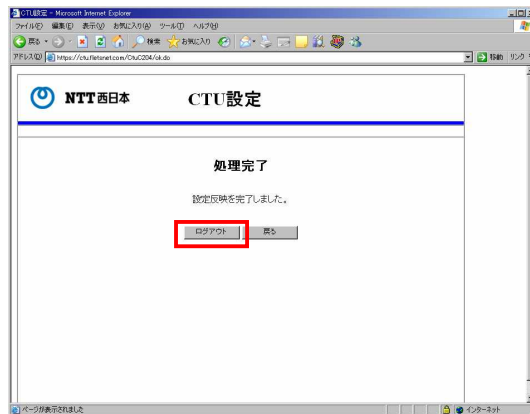 CTU設定 - Microsoft Internet Explorer
ファイル(F) 編集(E) 表示(V) お気に入り(A) ツール(T) ヘルプ(H)
戻る 検索 お気に入り
アドレス(D) https://ctu.fletsnet.com/CtuC204/ok.do 移動 リンク
NTT西日本 CTU設定
処理完了
設定反映を完了しました。
ログアウト 戻る
ページが表示されました インターネット